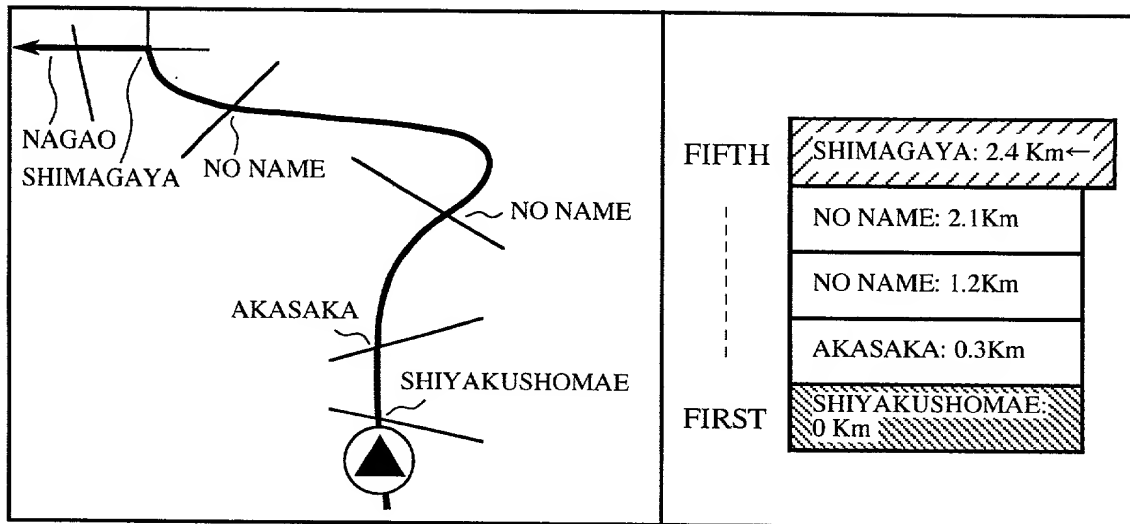 NAGAO
SHIMAGAYA
NO NAME
NO NAME
AKASAKA
SHIYAKUSHOMAE
FIFTH
SHIMAGAYA: 2.4 Km←
NO NAME: 2.1Km
NO NAME: 1.2Km
AKASAKA: 0.3Km
FIRST
SHIYAKUSHOMAE:
0 Km